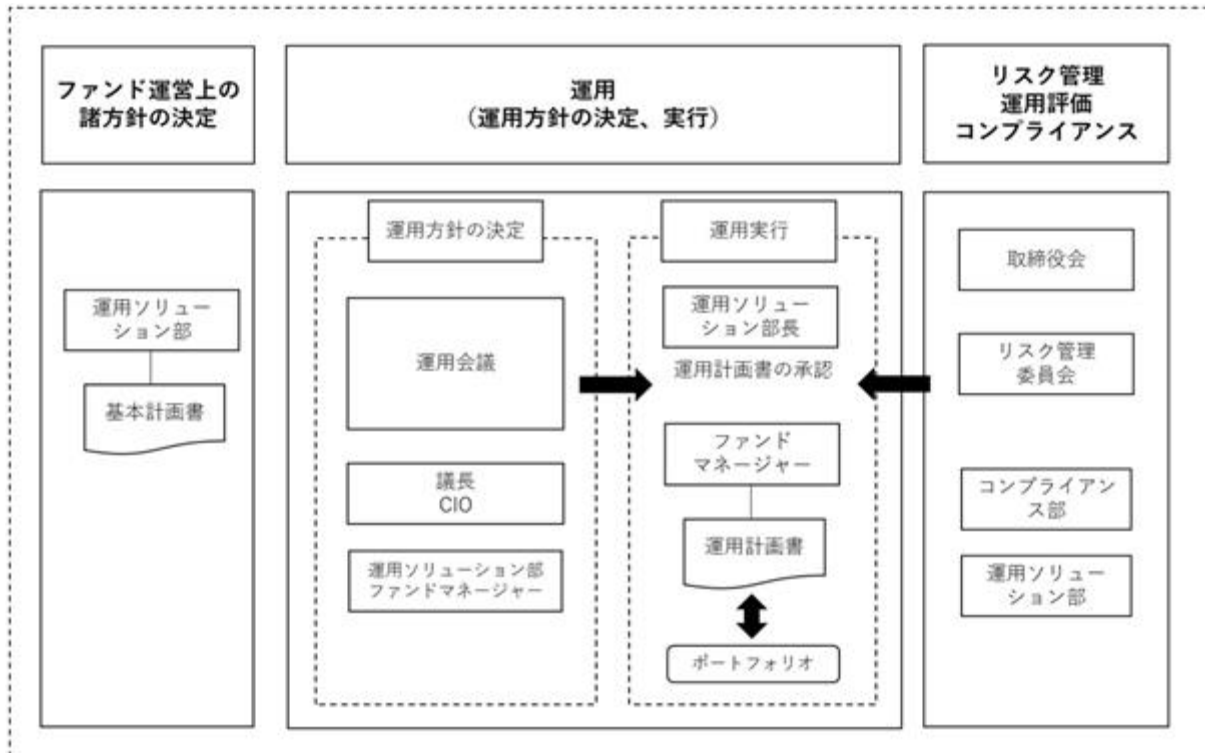 ファンド運営上の
諸方針の決定
運用
（運用方針の決定、実行）
リスク管理
運用評価
コンプライアンス
運用ソリュー
ション部
基本計画書
運用方針の決定
運用会議
議長
CIO
運用ソリューション部
ファンドマネージャー
運用実行
運用ソリュー
ション部長
運用計画書の承認
ファンド
マネージャー
運用計画書
ポートフォリオ
取締役会
リスク管理
委員会
コンプライアン
ス部
運用ソリュー
ション部